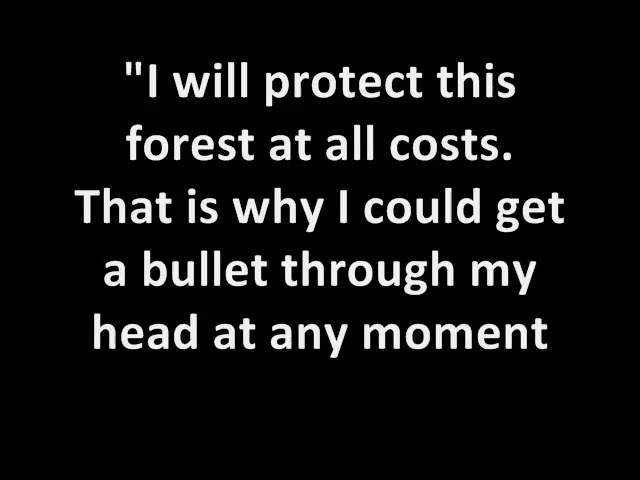 "I will protect this
forest at all costs.
That is why I could get
a bullet through my
head at any moment